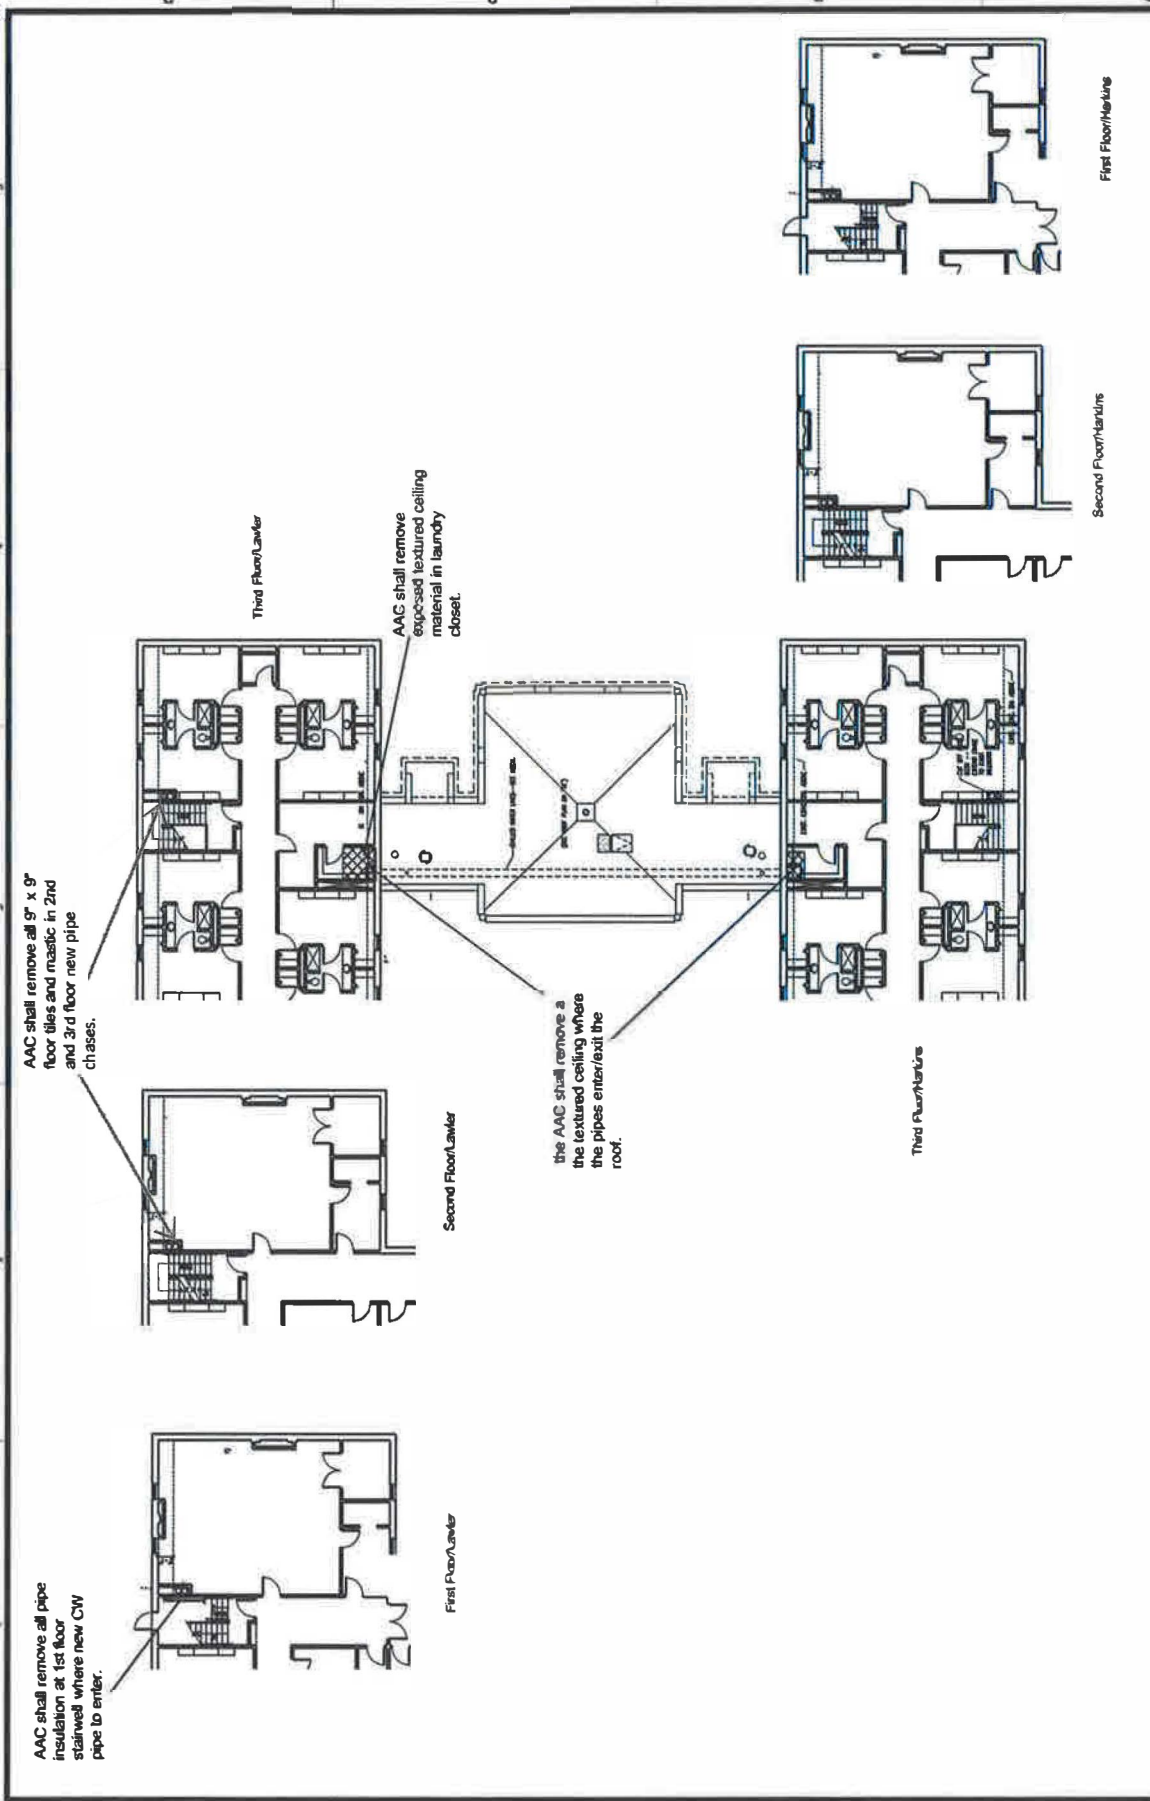 AAC shall remove all pipe
insulation at 1st floor
stairwell where new CW
pipe to enter.
AAC shall remove all 9" x 9"
floor tiles and mastic in 2nd
and 3rd floor new pipe
chases.
AAC shall remove
exposed textured ceiling
material in laundry
closet.
the AAC shall remove a
the textured ceiling where
the pipes enter/exit the
roof.
First Floor/Lawler
Second Floor/Lawler
Third Floor/Lawler
Third Floor/Harkins
Second Floor/Harkins
First Floor/Harkins